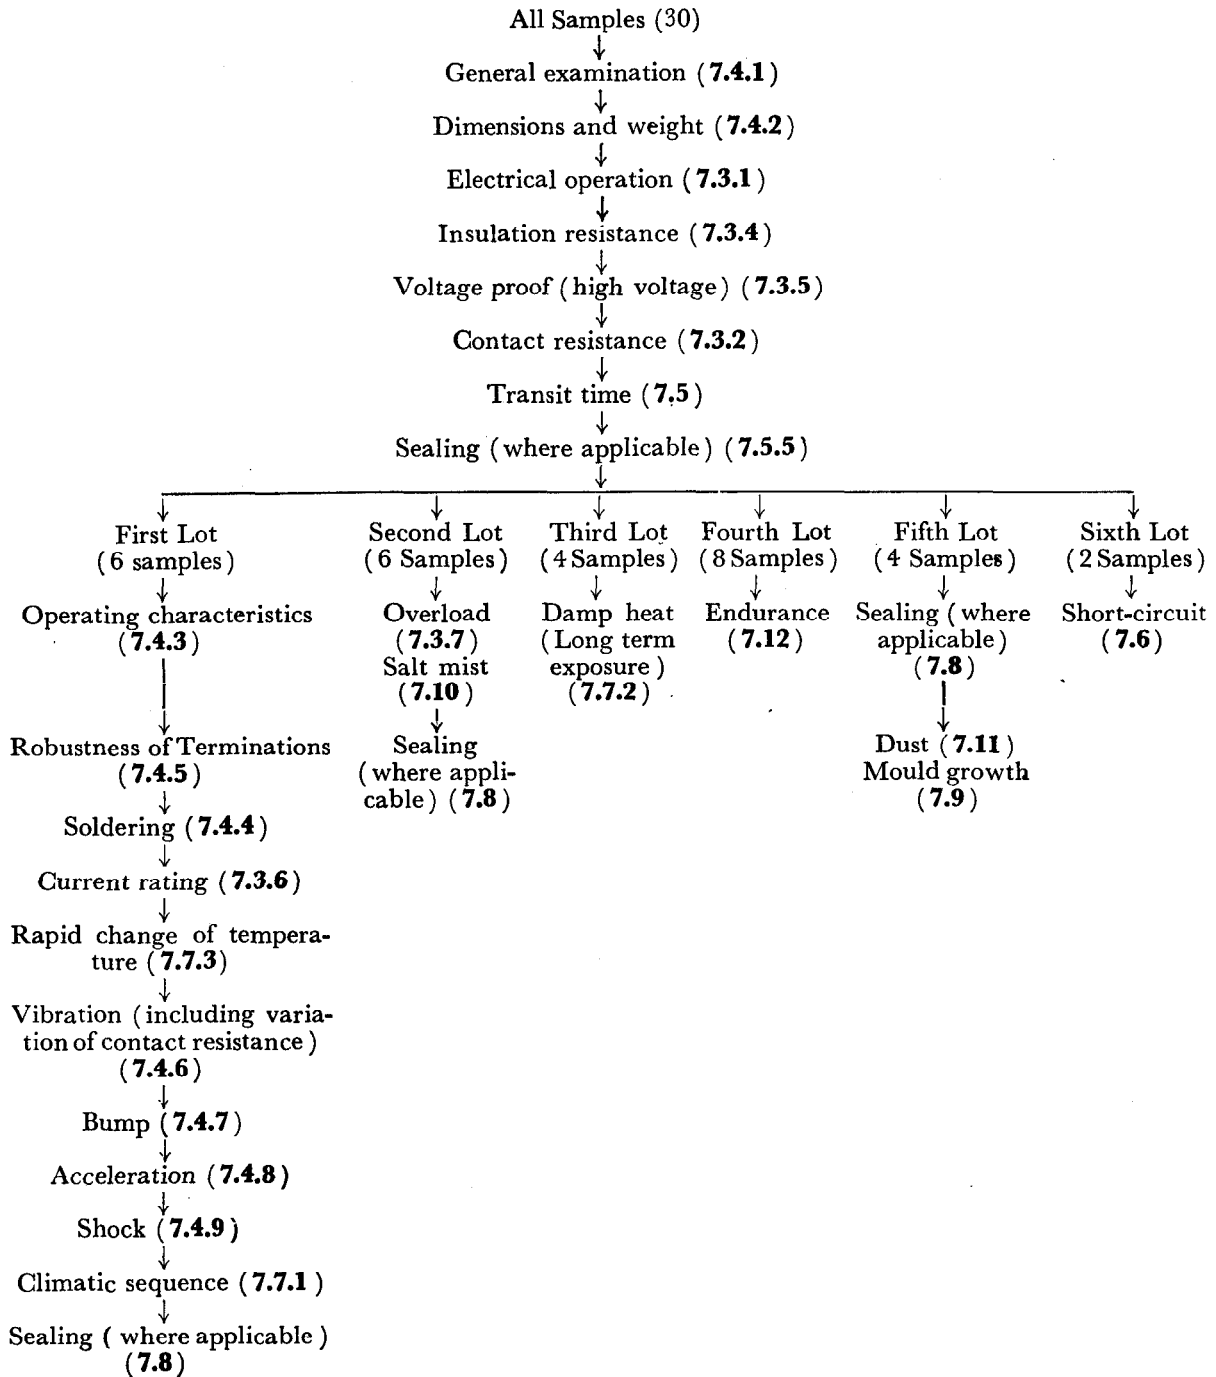 All Samples (30)
General examination (7.4.1)
Dimensions and weight (7.4.2)
Electrical operation (7.3.1)
Insulation resistance (7.3.4)
Voltage proof (high voltage) (7.3.5)
Contact resistance (7.3.2)
Transit time (7.5)
Sealing (where applicable) (7.5.5)
First Lot
(6 samples)
Operating characteristics
(7.4.3)
Robustness of Terminations
(7.4.5)
Soldering (7.4.4)
Current rating (7.3.6)
Rapid change of tempera-
ture (7.7.3)
Vibration (including varia-
tion of contact resistance)
(7.4.6)
Bump (7.4.7)
Acceleration (7.4.8)
Shock (7.4.9)
Climatic sequence (7.7.1)
Sealing (where applicable)
(7.8)
Second Lot
(6 Samples)
Overload
(7.3.7)
Salt mist
(7.10)
Sealing
(where appli-
cable) (7.8)
Third Lot
(4 Samples)
Damp heat
(Long term
exposure)
(7.7.2)
Fourth Lot
(8 Samples)
Endurance
(7.12)
Fifth Lot
(4 Samples)
Sealing (where
applicable)
(7.8)
Dust (7.11)
Mould growth
(7.9)
Sixth Lot
(2 Samples)
Short-circuit
(7.6)